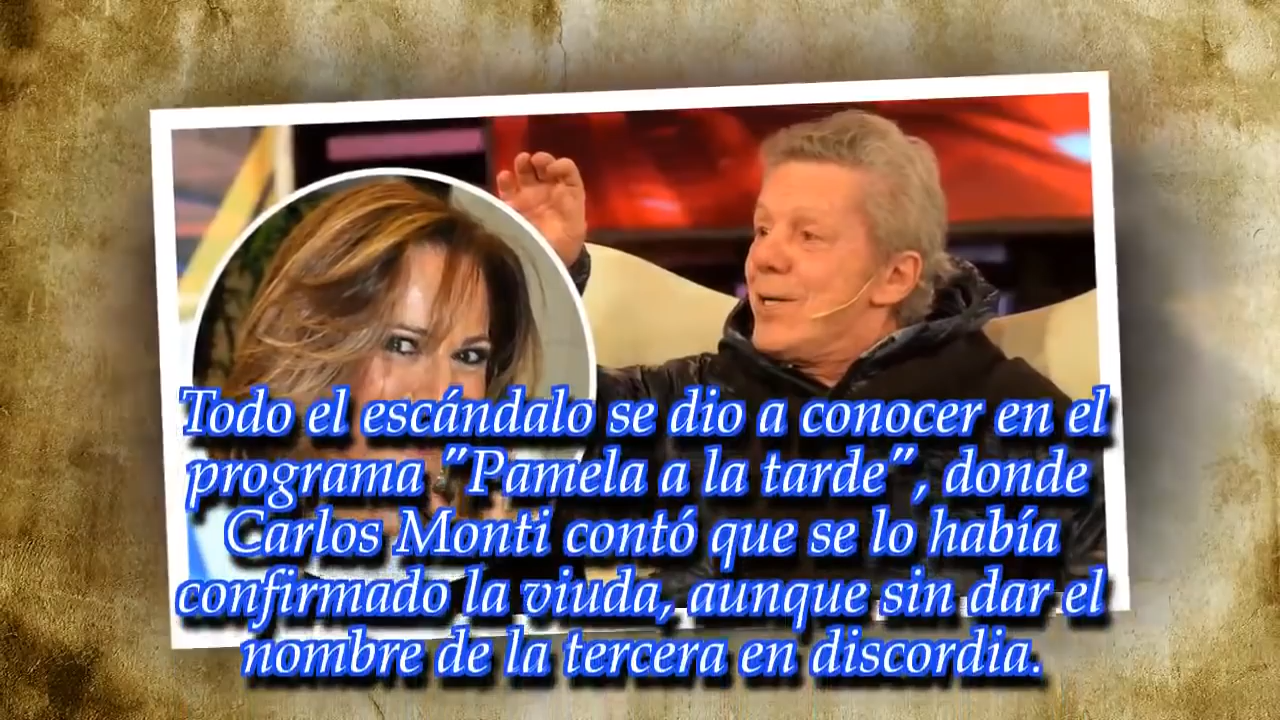 Todo el escándalo se dio a conocer en el
programa "Pamela a la tarde", donde
Carlos Monti contó que se lo había
confirmado la viuda, aunque sin dar el
nombre de la tercera en discordia.